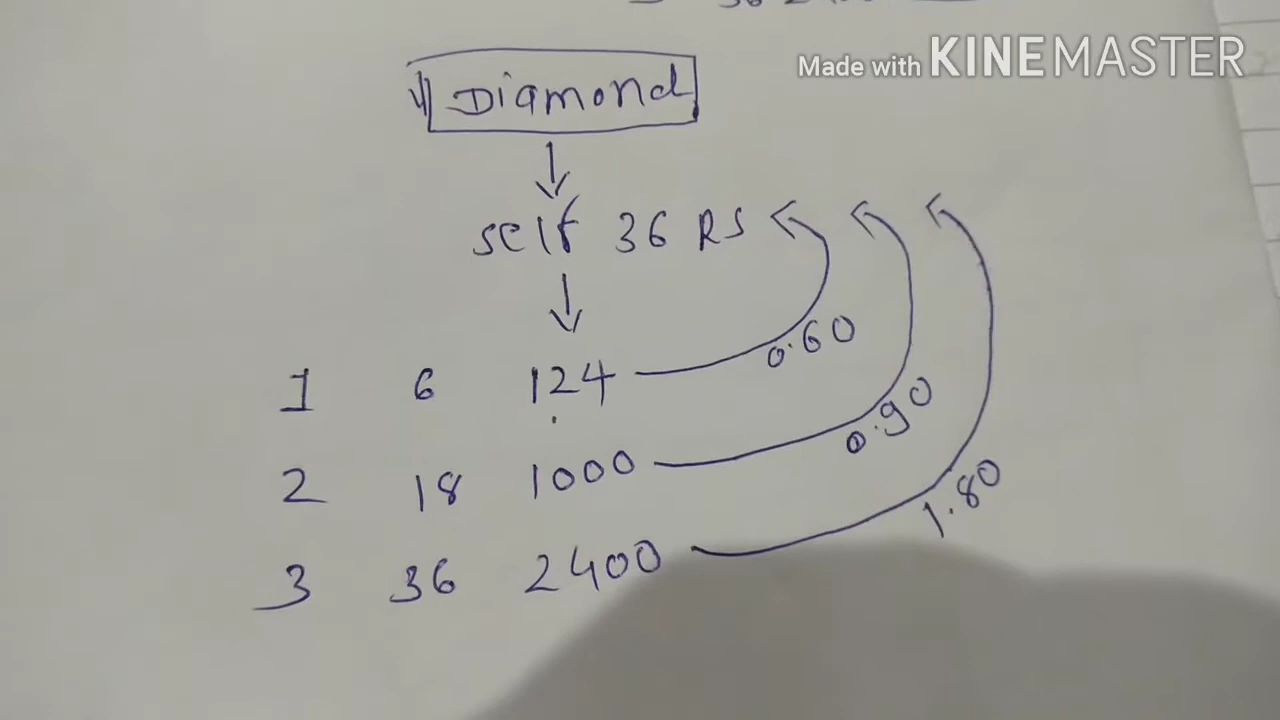 Made with KINEMASTER
Diamond
self 36 RS
1 6 124 0.60
2 18 1000 0.90
3 36 2400 1.80